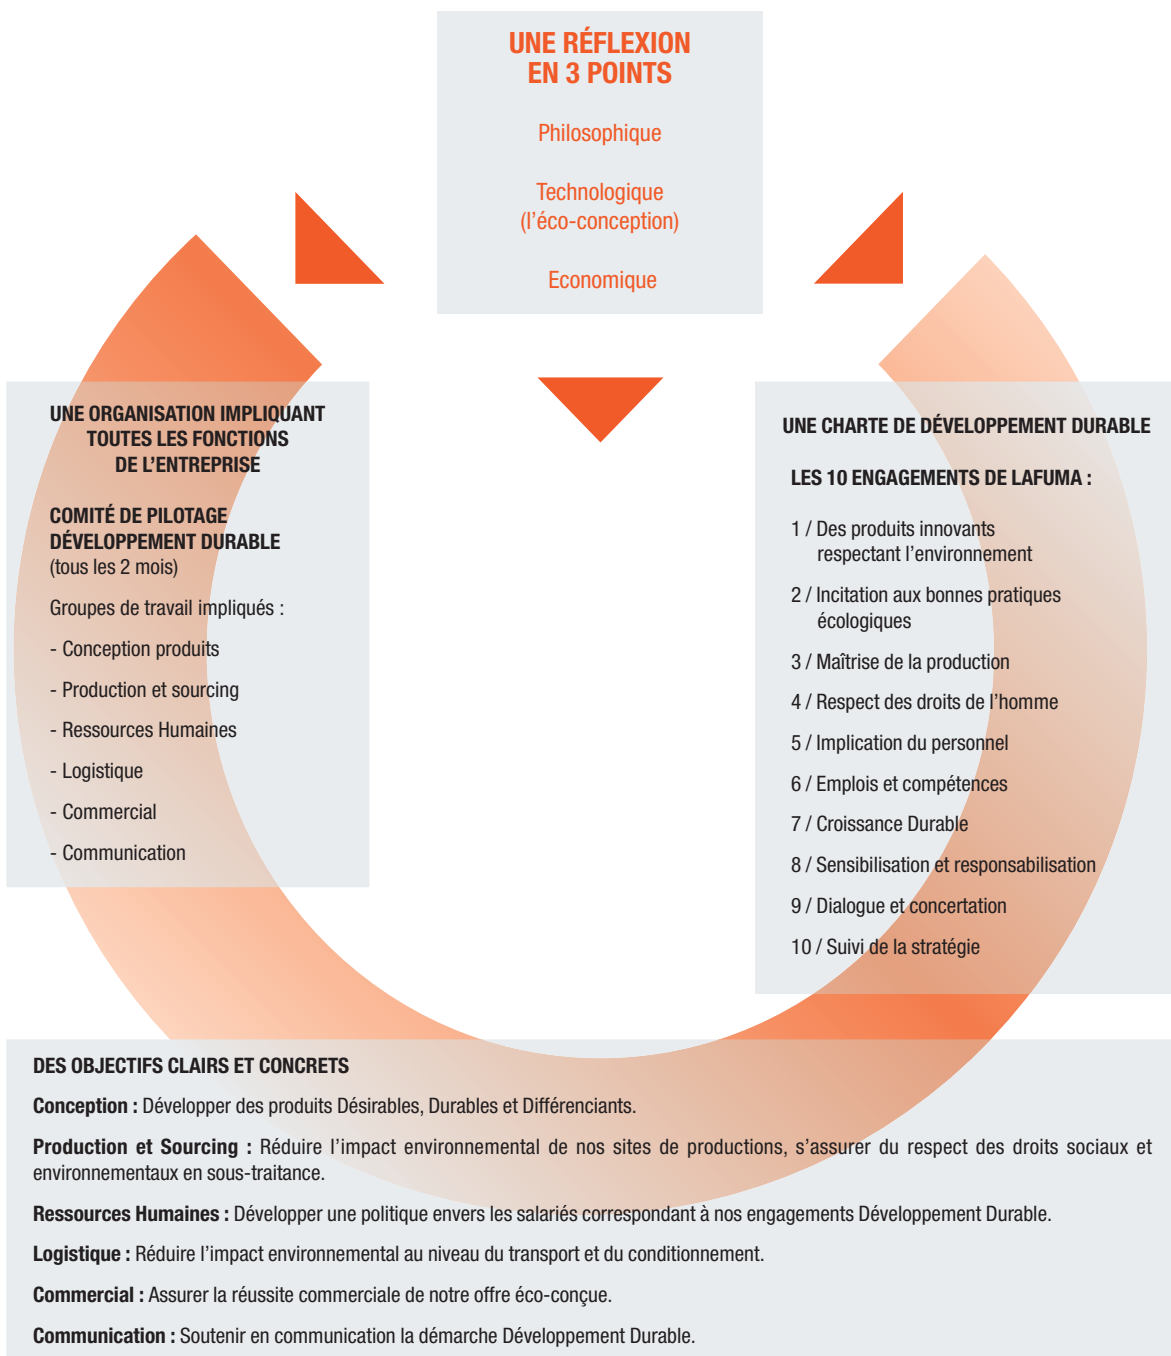 UNE RÉFLEXION
EN 3 POINTS
Philosophique
Technologique
(l'éco-conception)
Economique
UNE ORGANISATION IMPLIQUANT
TOUTES LES FONCTIONS
DE L'ENTREPRISE
COMITÉ DE PILOTAGE
DÉVELOPPEMENT DURABLE
(tous les 2 mois)
Groupes de travail impliqués :
- Conception produits
- Production et sourcing
- Ressources Humaines
- Logistique
- Commercial
- Communication
UNE CHARTE DE DÉVELOPPEMENT DURABLE
LES 10 ENGAGEMENTS DE LAFUMA :
1 / Des produits innovants
respectant l'environnement
2 / Incitation aux bonnes pratiques
écologiques
3 / Maîtrise de la production
4 / Respect des droits de l'homme
5 / Implication du personnel
6 / Emplois et compétences
7 / Croissance Durable
8 / Sensibilisation et responsabilisation
9 / Dialogue et concertation
10 / Suivi de la stratégie
DES OBJECTIFS CLAIRS ET CONCRETS
Conception : Développer des produits Désirables, Durables et Différenciants.
Production et Sourcing : Réduire l'impact environnemental de nos sites de productions, s'assurer du respect des droits sociaux et
environnementaux en sous-traitance.
Ressources Humaines : Développer une politique envers les salariés correspondant à nos engagements Développement Durable.
Logistique : Réduire l'impact environnemental au niveau du transport et du conditionnement.
Commercial : Assurer la réussite commerciale de notre offre éco-conçue.
Communication : Soutenir en communication la démarche Développement Durable.